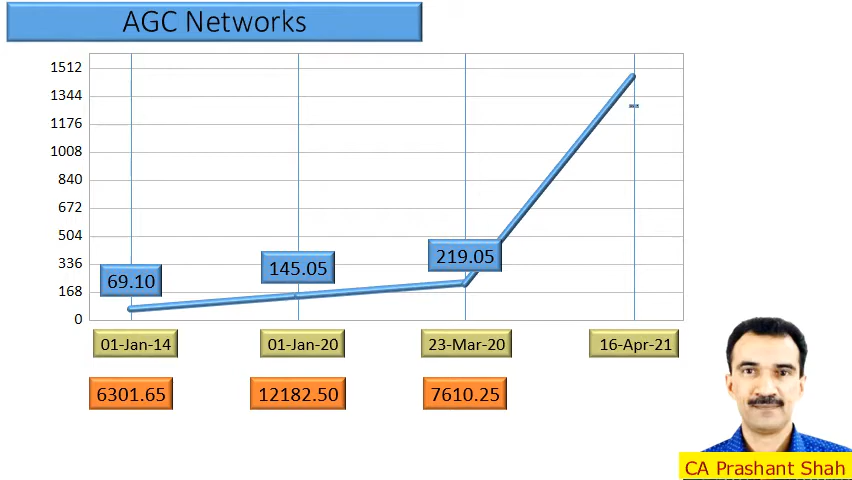 AGC Networks
1512
1344
1176
1008
840
672
504
336
168
0
69.10
145.05
219.05
01-Jan-14
01-Jan-20
23-Mar-20
16-Apr-21
6301.65
12182.50
7610.25
CA Prashant Shah